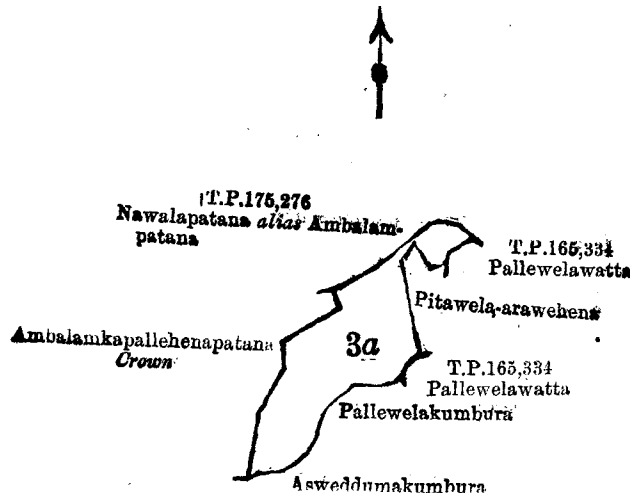 T.P.175,276
Nawalapatana alias Ambalam-
patana
T.P.165,334
Pallewelawatta
Pitawela-arawehena
Ambalamkapallehenapatana
Crown
3a
T.P.165,334
Pallewelawatta
Pallewelakumbura
Asweddumakumbura